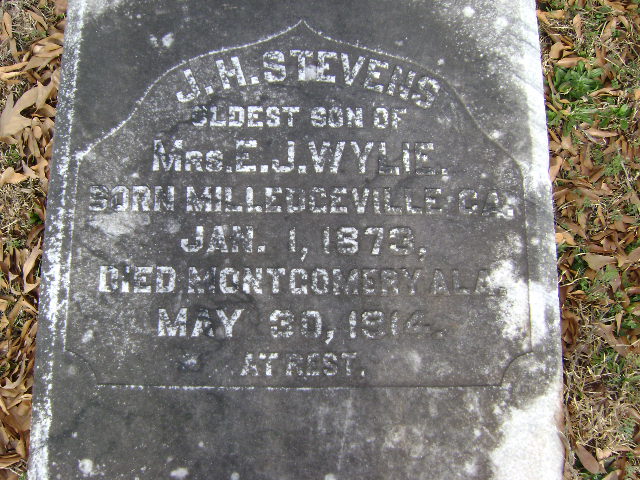 J.H. STEVENS
OLDEST SON OF
MRS. E.J. WYLIE.
BORN MILLEDGEVILLE, GA.
JAN. 1, 1873,
DIED MONTGOMERY ALA.
MAY 30, 1914.
AT REST.